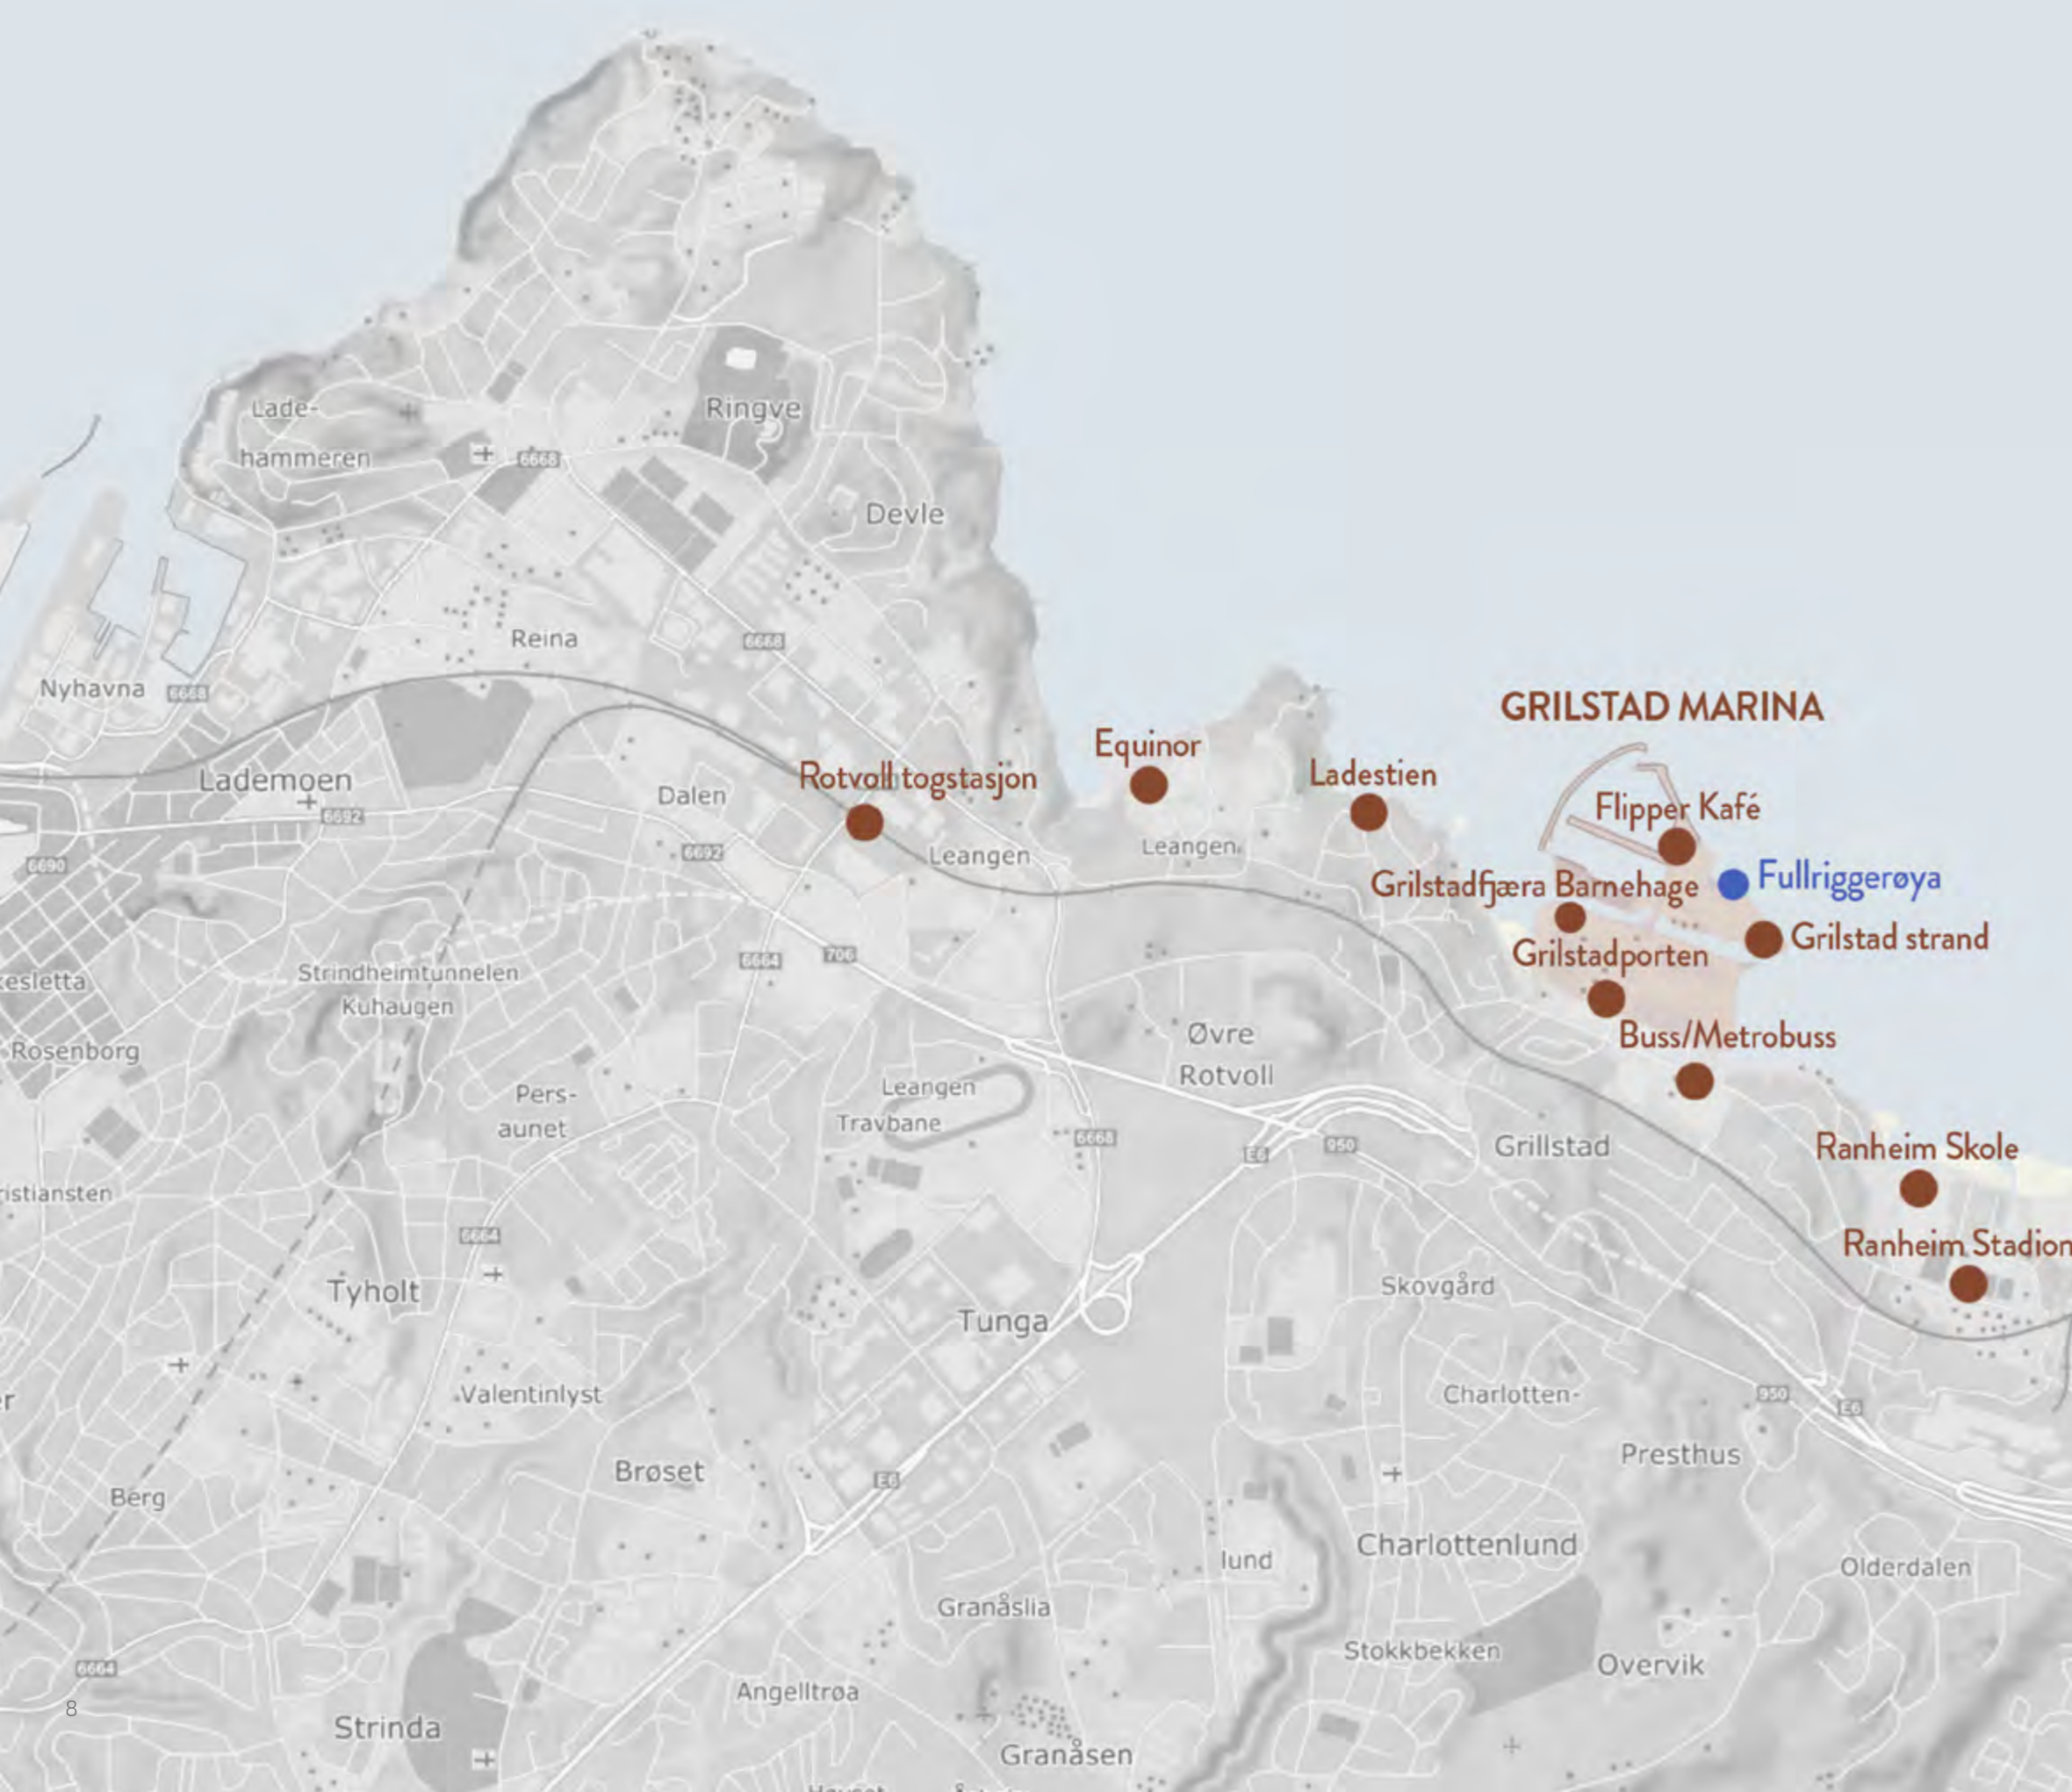 Lade-
hammeren
6668
Ringve
Devle
Reina
6668
Nyhavna
6668
GRILSTAD MARINA
Equinor
Rotvoll togstasjon
Ladestien
Lademoen
6692
Dalen
Flipper Kafé
6690
6692
Leangen
Leangen
Grilstadfjæra Barnehage
Fullriggerøya
Grilstad strand
Grilstadporten
6664
706
Strindheimtunnelen
Kuhaugen
esletta
Rosenborg
Øvre
Rotvoll
Buss/Metrobuss
Pers-
aunet
Leangen
Travbane
6668
E6
950
Grillstad
Ranheim Skole
istiansten
6664
Ranheim Stadion
Tyholt
Tunga
Skovgård
Valentinlyst
Charlotten-
950
E6
Presthus
Brøset
E6
Berg
lund
Charlottenlund
Olderdalen
Granåslia
Stokkbekken
Overvik
6664
8
Angelltrøa
Strinda
Granåsen